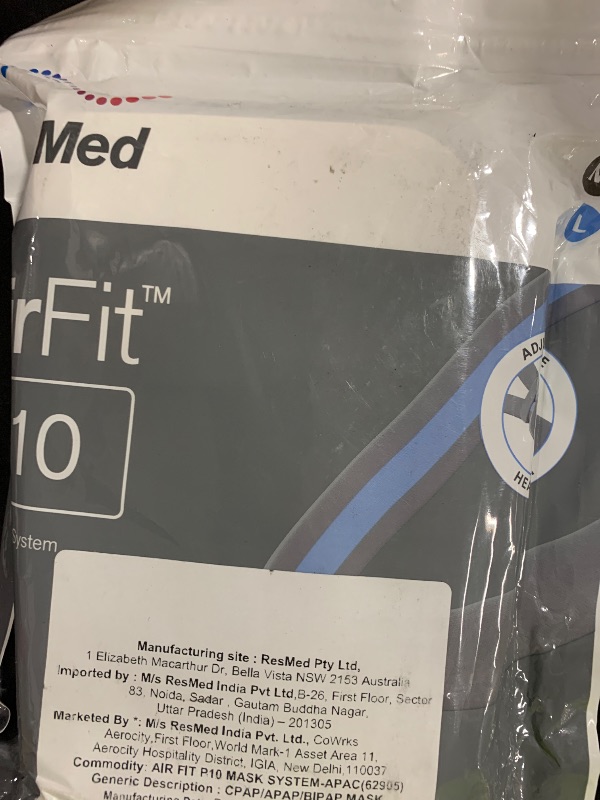 Med
rFit™
10
System
L
Manufacturing site : ResMed Pty Ltd,
1 Elizabeth Macarthur Dr, Bella Vista NSW 2153 Australia
Imported by : M/s ResMed India Pvt Ltd,B-26, First Floor, Sector
83, Noida, Sadar , Gautam Buddha Nagar,
Uttar Pradesh (India) – 201305
Marketed By *: M/s ResMed India Pvt. Ltd., CoWrks
Aerocity,First Floor,World Mark-1 Asset Area 11,
Aerocity Hospitality District, IGIA, New Delhi,110037
Commodity: AIR FIT P10 MASK SYSTEM-APAC(62905)
Generic Description : CPAP/APAP/BIPAP MASK